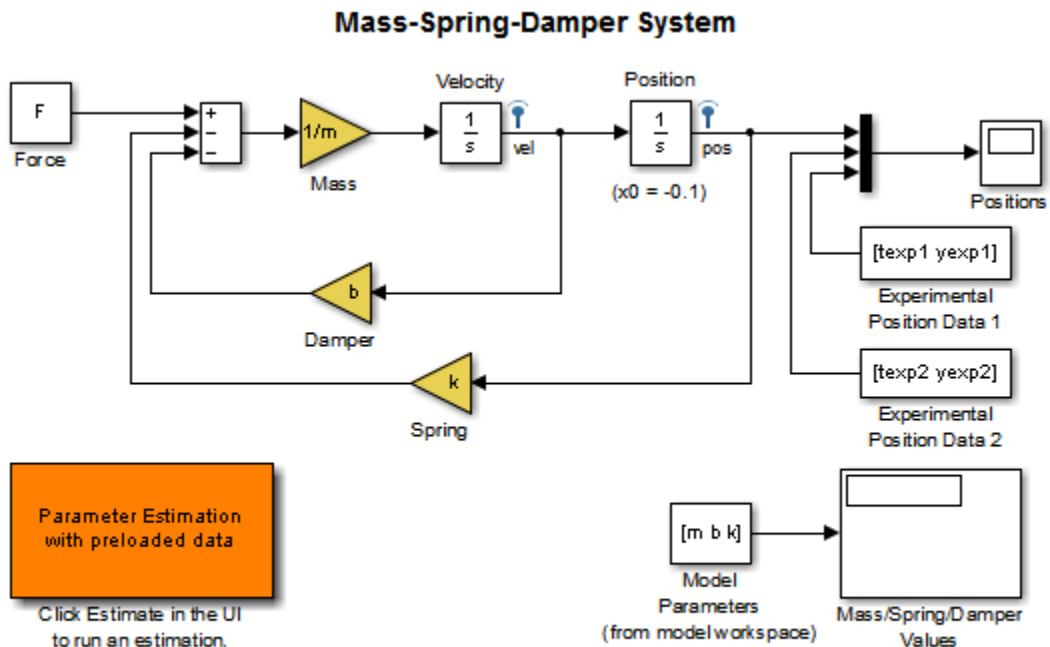 Mass-Spring-Damper System
Velocity
Position
F
+
−
−
1/m
1
s
vel
1
s
pos
Force
Mass
(x0 = -0.1)
Positions
[texp1 yexp1]
b
Experimental
Position Data 1
Damper
k
[texp2 yexp2]
Spring
Experimental
Position Data 2
Parameter Estimation
with preloaded data
[m b k]
Model
Parameters
(from model workspace)
Click Estimate in the UI
to run an estimation.
Mass/Spring/Damper
Values